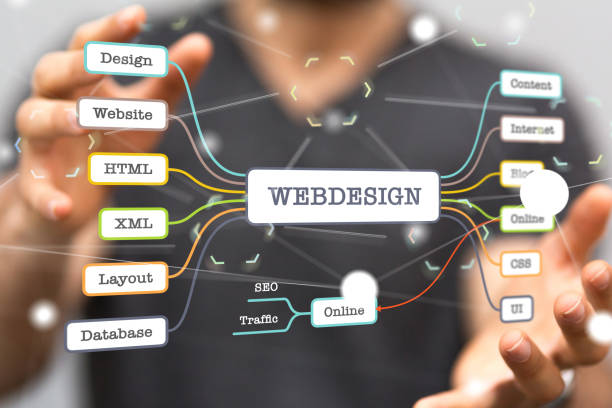 Design
Website
HTML
XML
Layout
Database
WEBDESIGN
Content
Internet
Online
CSS
UI
SEO
Traffic
Online